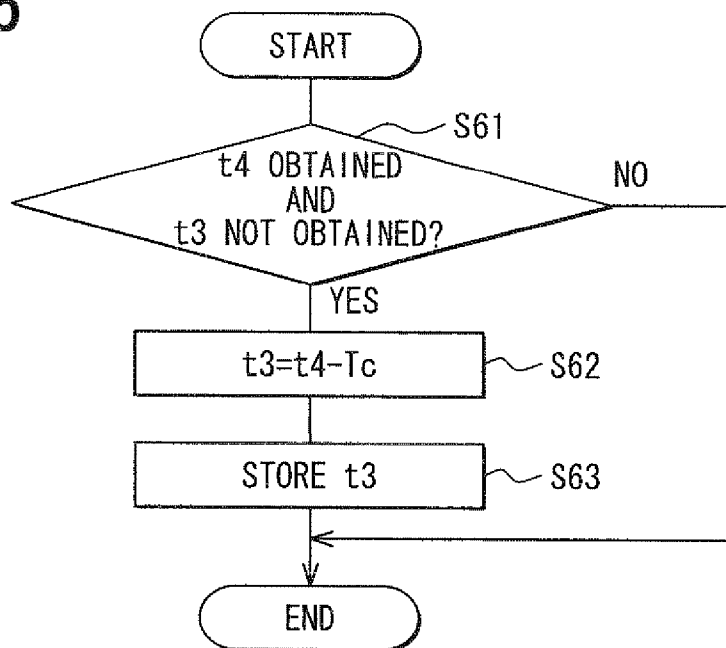 START
S61
t4 OBTAINED
AND
t3 NOT OBTAINED?
NO
YES
t3=t4-Tc
S62
STORE t3
S63
END